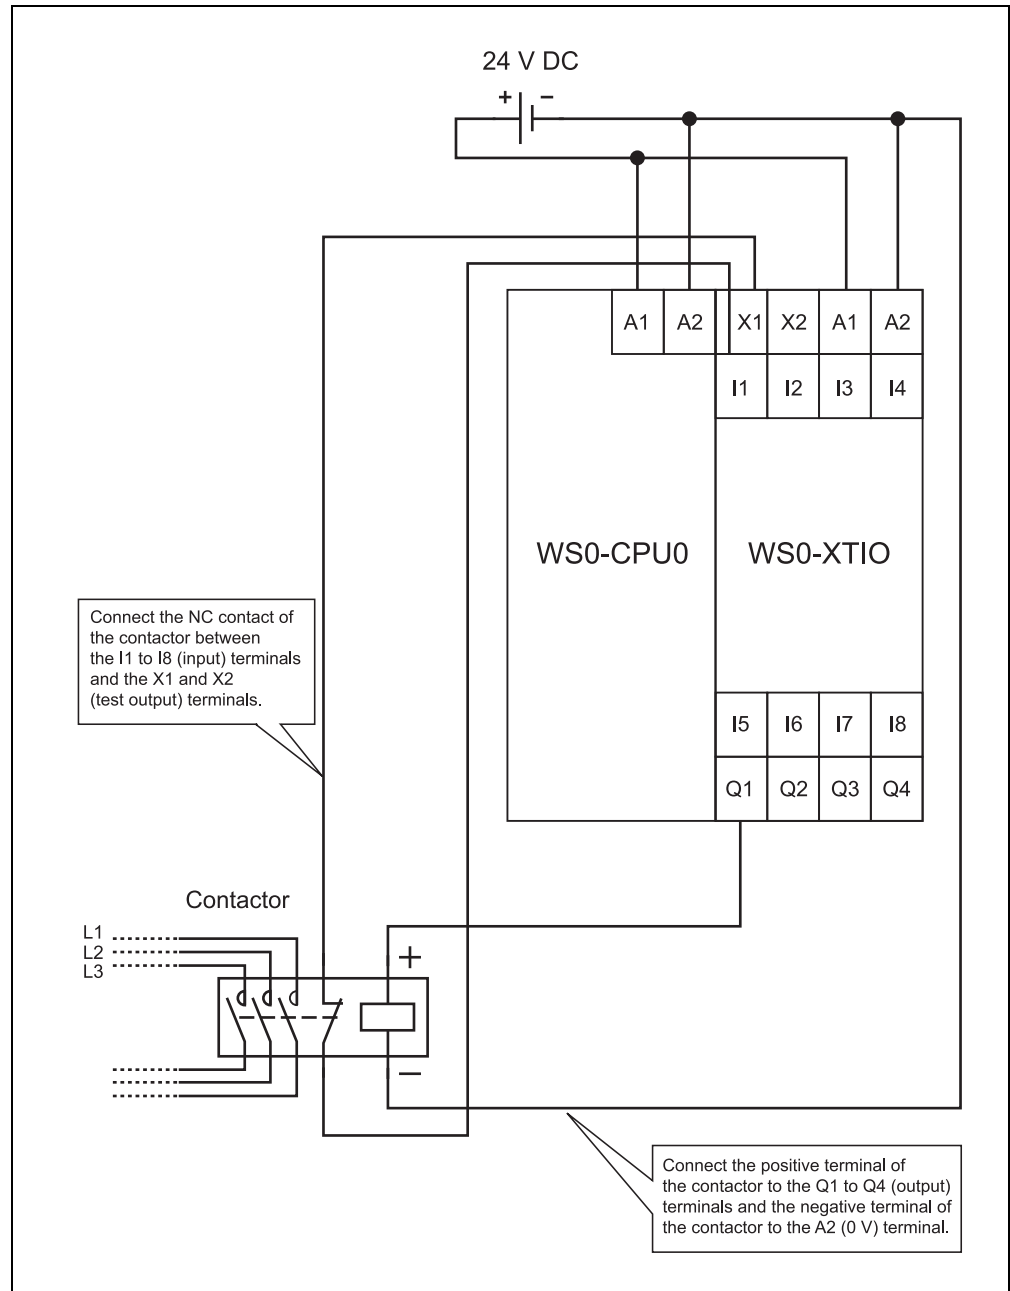 24 V DC
+ −
A1 A2 X1 X2 A1 A2
I1 I2 I3 I4
WS0-CPU0 WS0-XTIO
Connect the NC contact of
the contactor between
the I1 to I8 (input) terminals
and the X1 and X2
(test output) terminals.
I5 I6 I7 I8
Q1 Q2 Q3 Q4
Contactor
L1
L2
L3
+
−
Connect the positive terminal of
the contactor to the Q1 to Q4 (output)
terminals and the negative terminal of
the contactor to the A2 (0 V) terminal.